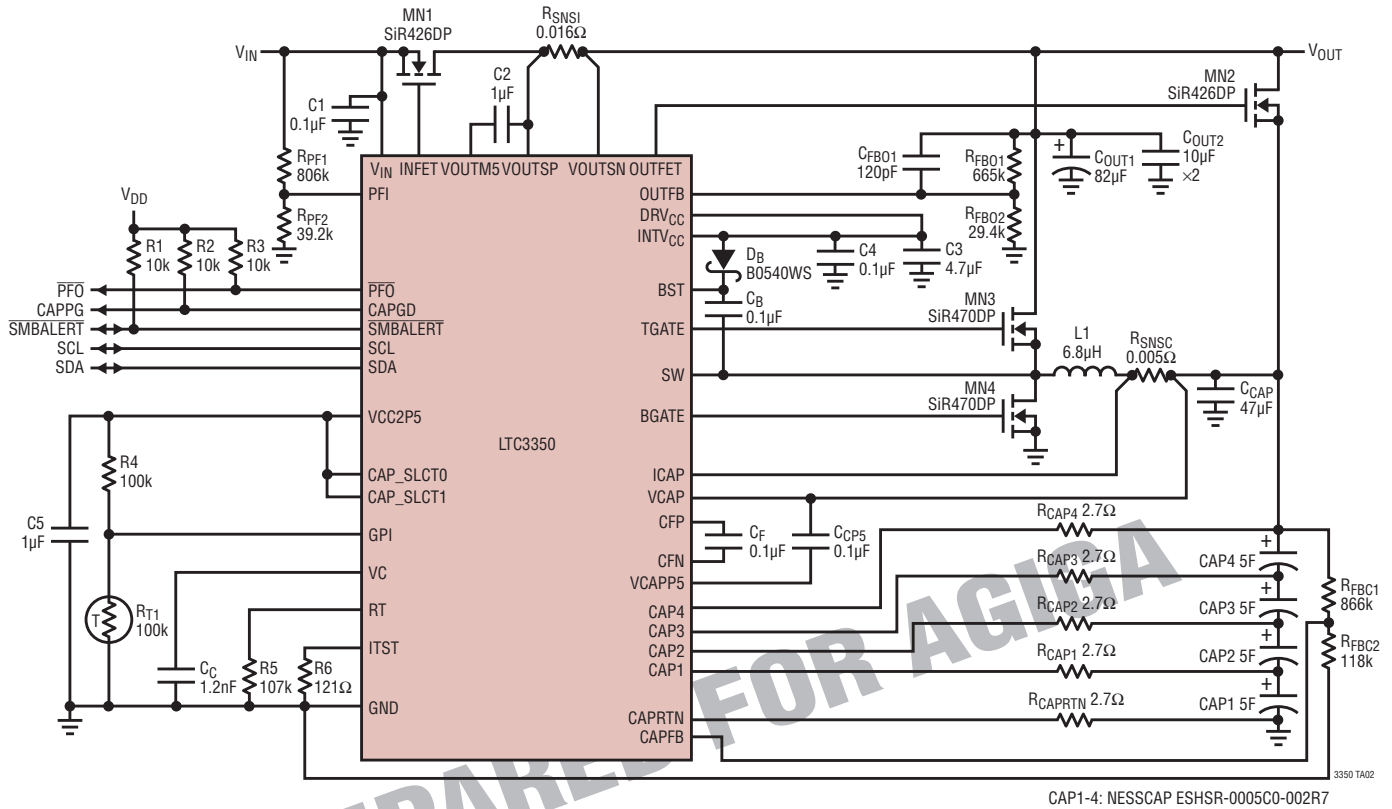 MN1
SiR426DP
RSNSI
0.016Ω
VIN
VOUT
MN2
SiR426DP
C2
1µF
C1
0.1µF
RPF1
806k
RPF2
39.2k
VDD
R1
10k
R2
10k
R3
10k
VIN INFET VOUTM5 VOUTSP VOUTSN OUTFET
PFI
PFO
CAPGD
SMBALERT
SCL
SDA
VCC2P5
CAP_SLCT0
CAP_SLCT1
GPI
VC
RT
ITST
GND
LTC3350
OUTFB
DRVCC
INTVCC
BST
TGATE
SW
BGATE
ICAP
VCAP
CFP
CFN
VCAPP5
CAP4
CAP3
CAP2
CAP1
CAPRTN
CAPFB
PFO
CAPPG
SMBALERT
SCL
SDA
CFBO1
120pF
RFBO1
665k
RFBO2
29.4k
COUT1
82µF
COUT2
10µF
×2
DB
B0540WS
C4
0.1µF
C3
4.7µF
CB
0.1µF
MN3
SiR470DP
MN4
SiR470DP
L1
6.8µH
RSNSC
0.005Ω
CCAP
47µF
CF
0.1µF
CCP5
0.1µF
RCAP4 2.7Ω
RCAP3 2.7Ω
RCAP2 2.7Ω
RCAP1 2.7Ω
RCAPRTN 2.7Ω
CAP4 5F
CAP3 5F
CAP2 5F
CAP1 5F
RFBC1
866k
RFBC2
118k
C5
1µF
R4
100k
T
RT1
100k
CC
1.2nF
R5
107k
R6
121Ω
FOR AGIGA
3350 TA02
CAP1-4: NESSCAP ESHSR-0005C0-002R7